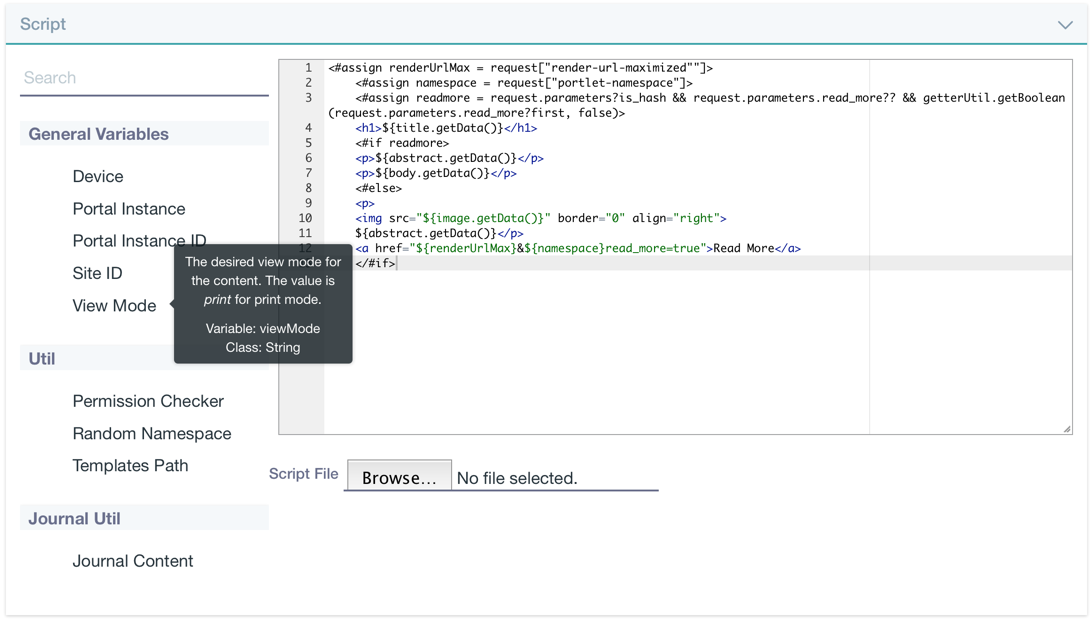 Script
Search
General Variables
Device
Portal Instance
Portal Instance ID
Site ID
View Mode
The desired view mode for
the content. The value is
print for print mode.
Variable: viewMode
Class: String
Util
Permission Checker
Random Namespace
Templates Path
Journal Util
Journal Content
1 <#assign renderUrlMax = request["render-url-maximized""]>
2 <#assign namespace = request["portlet-namespace"]>
3 <#assign readmore = request.parameters?is_hash && request.parameters.read_more?? && getterUtil.getBoolean
(request.parameters.read_more?first, false)>
4 <h1>${title.getData()}</h1>
5 <#if readmore>
6 <p>${abstract.getData()}</p>
7 <p>${body.getData()}</p>
8 <#else>
9 <p>
10 <img src="${image.getData()}" border="0" align="right">
11 ${abstract.getData()}</p>
12 <a href="${renderUrlMax}&${namespace}read_more=true">Read More</a>
</#if>
Script File Browse... No file selected.